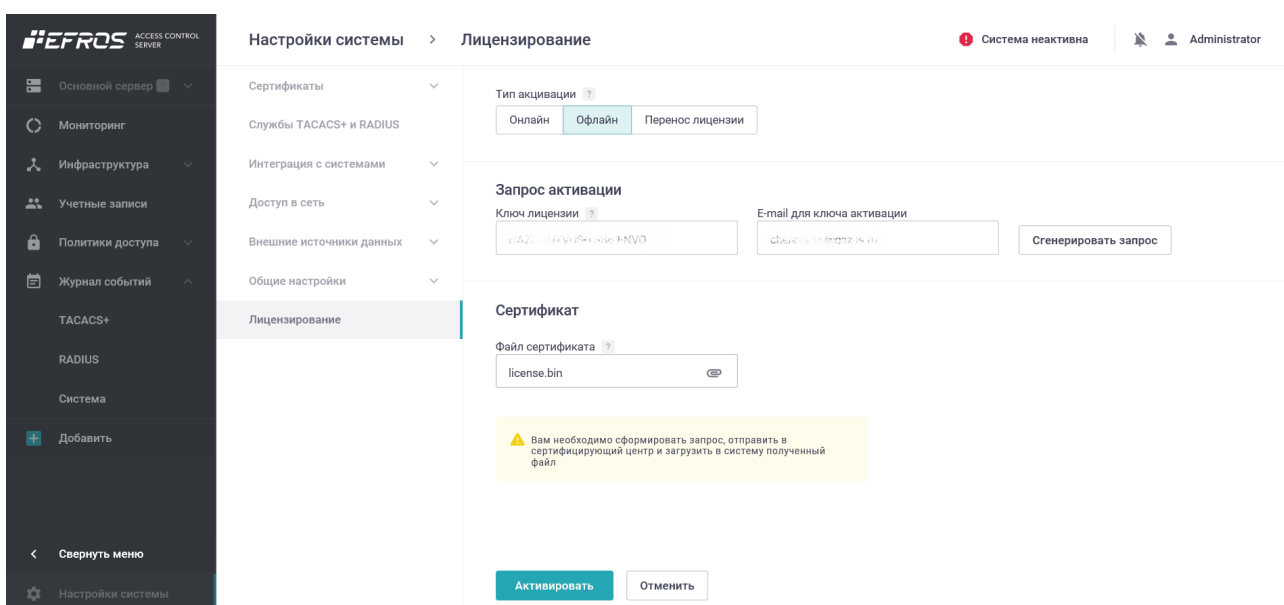 EFROS ACCESS CONTROL SERVER
Настройки системы > Лицензирование
Система неактивна
Administrator
Основной сервер
Мониторинг
Инфраструктура
Учетные записи
Политики доступа
Журнал событий
TACACS+
RADIUS
Система
Добавить
Свернуть меню
Настройки системы
Сертификаты
Службы TACACS+ и RADIUS
Интеграция с системами
Доступ в сеть
Внешние источники данных
Общие настройки
Лицензирование
Тип акцивации ?
Онлайн Офлайн Перенос лицензии
Запрос активации
Ключ лицензии ? E-mail для ключа активации
Сгенерировать запрос
Сертификат
Файл сертификата ?
license.bin
Вам необходимо сформировать запрос, отправить в
сертифицирующий центр и загрузить в систему полученный
файл
Активировать Отменить